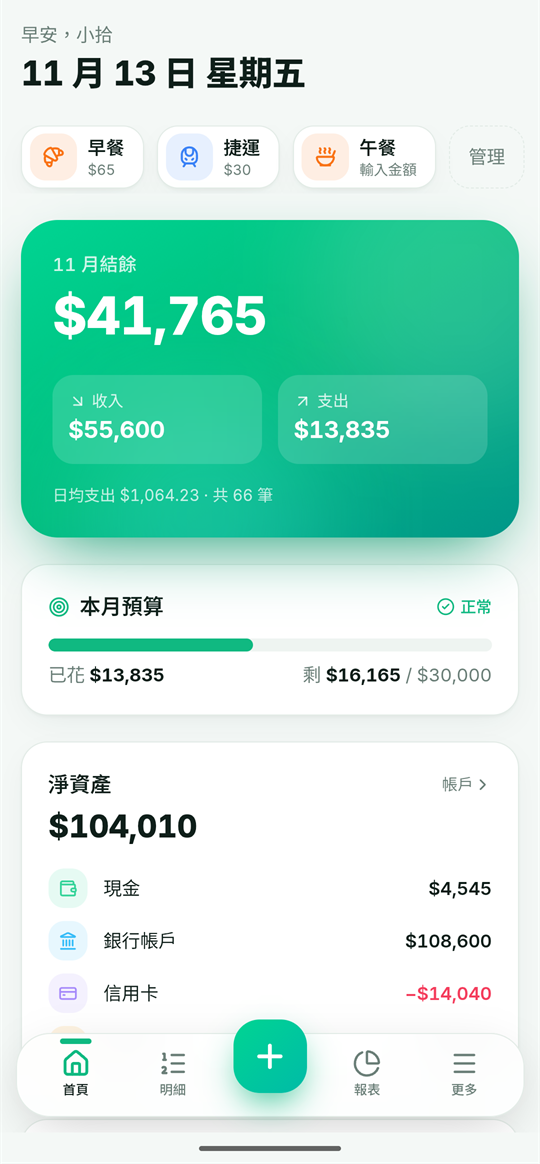 早安，小拾
11 月 13 日 星期五
早餐
$65
捷運
$30
午餐
輸入金額
管理
11 月結餘
$41,765
收入
$55,600
支出
$13,835
日均支出 $1,064.23 · 共 66 筆
本月預算
正常
已花 $13,835
剩 $16,165 / $30,000
淨資產
帳戶
$104,010
現金
$4,545
銀行帳戶
$108,600
信用卡
−$14,040
首頁
明細
報表
更多